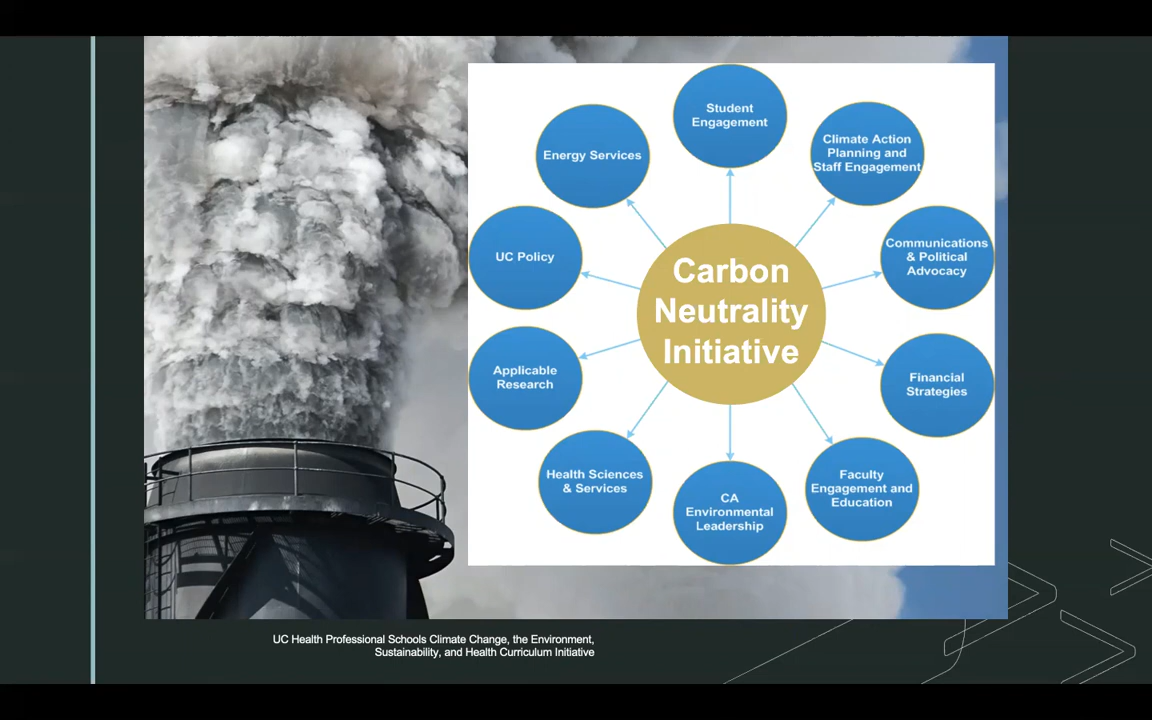 Student
Engagement
Climate Action
Planning and
Staff Engagement
Energy Services
Communications
& Political
Advocacy
UC Policy
Carbon
Neutrality
Initiative
Applicable
Research
Financial
Strategies
Health Sciences
& Services
Faculty
Engagement and
Education
CA
Environmental
Leadership
UC Health Professional Schools Climate Change, the Environment,
Sustainability, and Health Curriculum Initiative